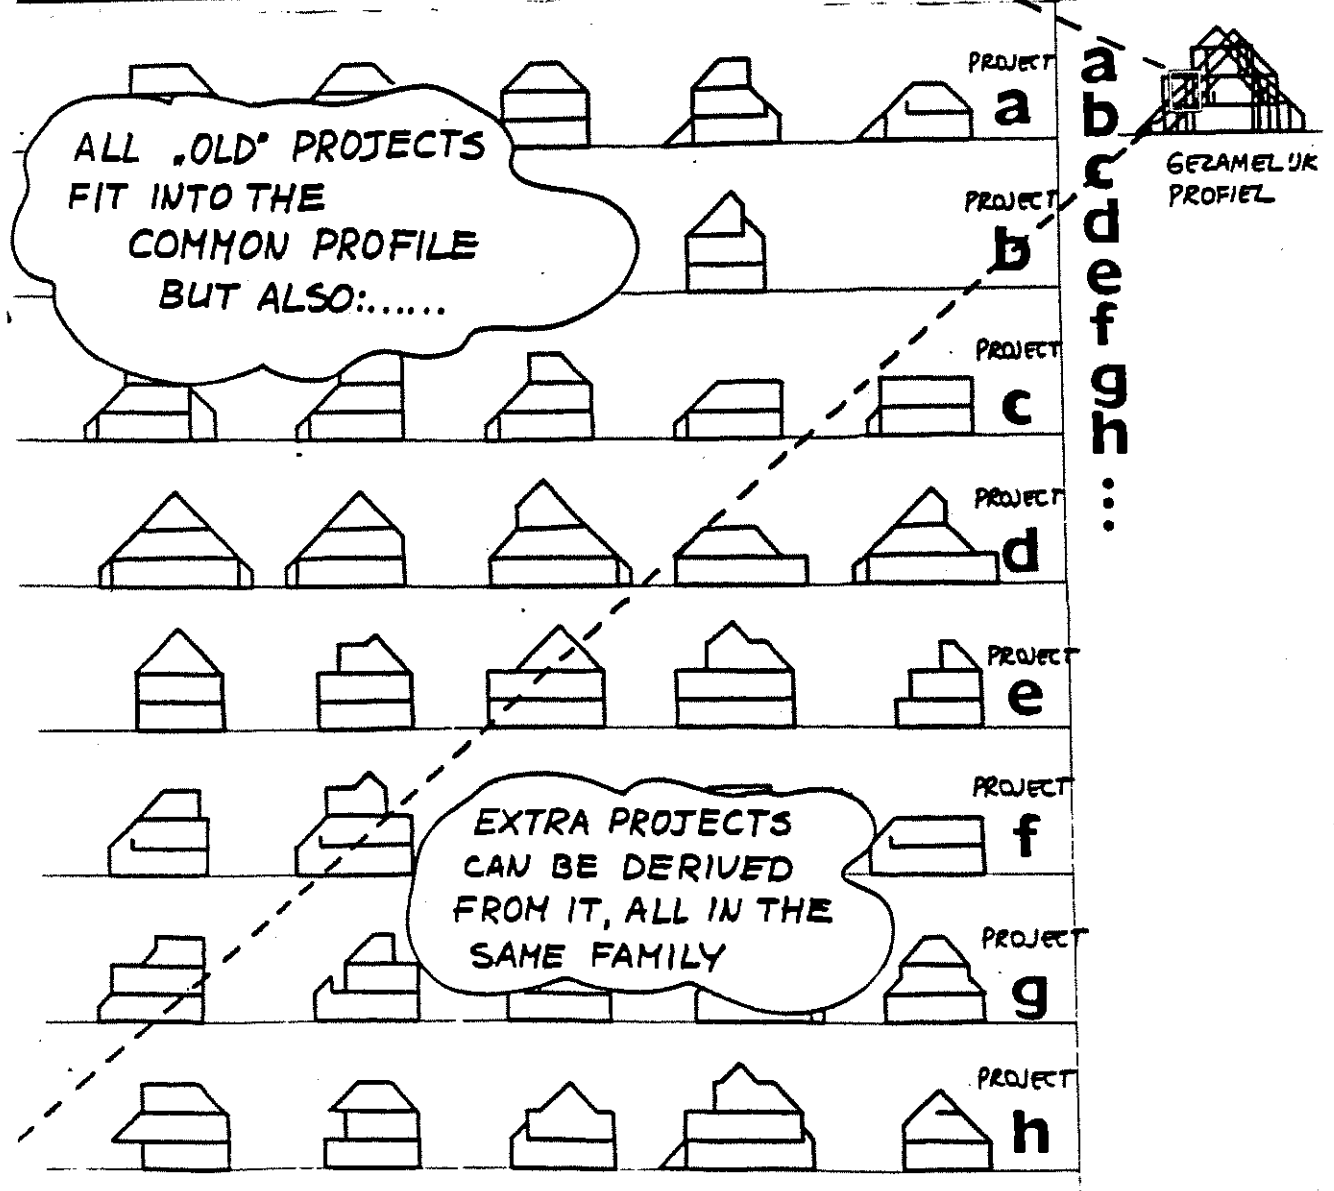 PROJECT
a
ALL „OLD" PROJECTS
FIT INTO THE
COMMON PROFILE
BUT ALSO:......
PROJECT
b
PROJECT
c
PROJECT
d
PROJECT
e
PROJECT
f
EXTRA PROJECTS
CAN BE DERIVED
FROM IT, ALL IN THE
SAME FAMILY
PROJECT
g
PROJECT
h
a
b
c
d
e
f
g
h
...
GEZAMELIJK
PROFIEL